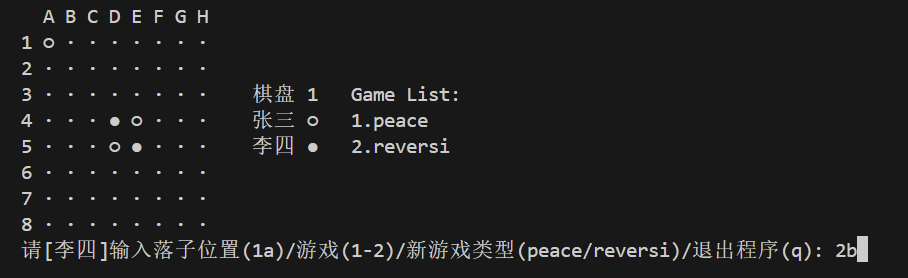 A B C D E F G H
1 ○ · · · · · · ·
2 · · · · · · · ·
3 · · · · · · · · 棋盘 1 Game List:
4 · · · ● ○ · · · 张三 ○ 1.peace
5 · · · ○ ● · · · 李四 ● 2.reversi
6 · · · · · · · ·
7 · · · · · · · ·
8 · · · · · · · ·
请[李四]输入落子位置(1a)/游戏(1-2)/新游戏类型(peace/reversi)/退出程序(q): 2b